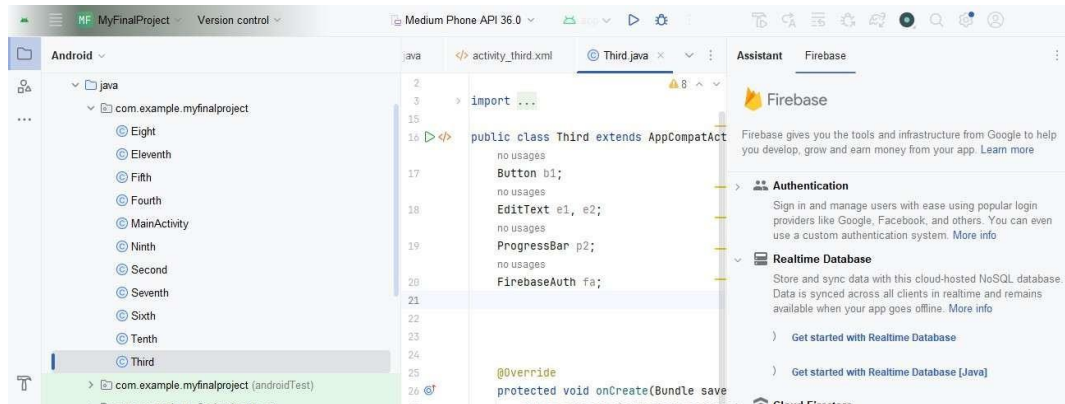 MF MyFinalProject Version control Medium Phone API 36.0 app
Android
java
com.example.myfinalproject
Eight
Eleventh
Fifth
Fourth
MainActivity
Ninth
Second
Seventh
Sixth
Tenth
Third
com.example.myfinalproject (androidTest)
java </> activity_third.xml Third.java
8
2
3 import ...
15
16 </> public class Third extends AppCompatAct
no usages
17 Button b1;
no usages
18 EditText e1, e2;
no usages
19 ProgressBar p2;
no usages
20 FirebaseAuth fa;
21
22
23
24
25 @Override
26 protected void onCreate(Bundle save
Assistant Firebase
Firebase
Firebase gives you the tools and infrastructure from Google to help
you develop, grow and earn money from your app. Learn more
Authentication
Sign in and manage users with ease using popular login
providers like Google, Facebook, and others. You can even
use a custom authentication system. More info
Realtime Database
Store and sync data with this cloud-hosted NoSQL database.
Data is synced across all clients in realtime and remains
available when your app goes offline. More info
Get started with Realtime Database
Get started with Realtime Database [Java]
Cloud Firestore